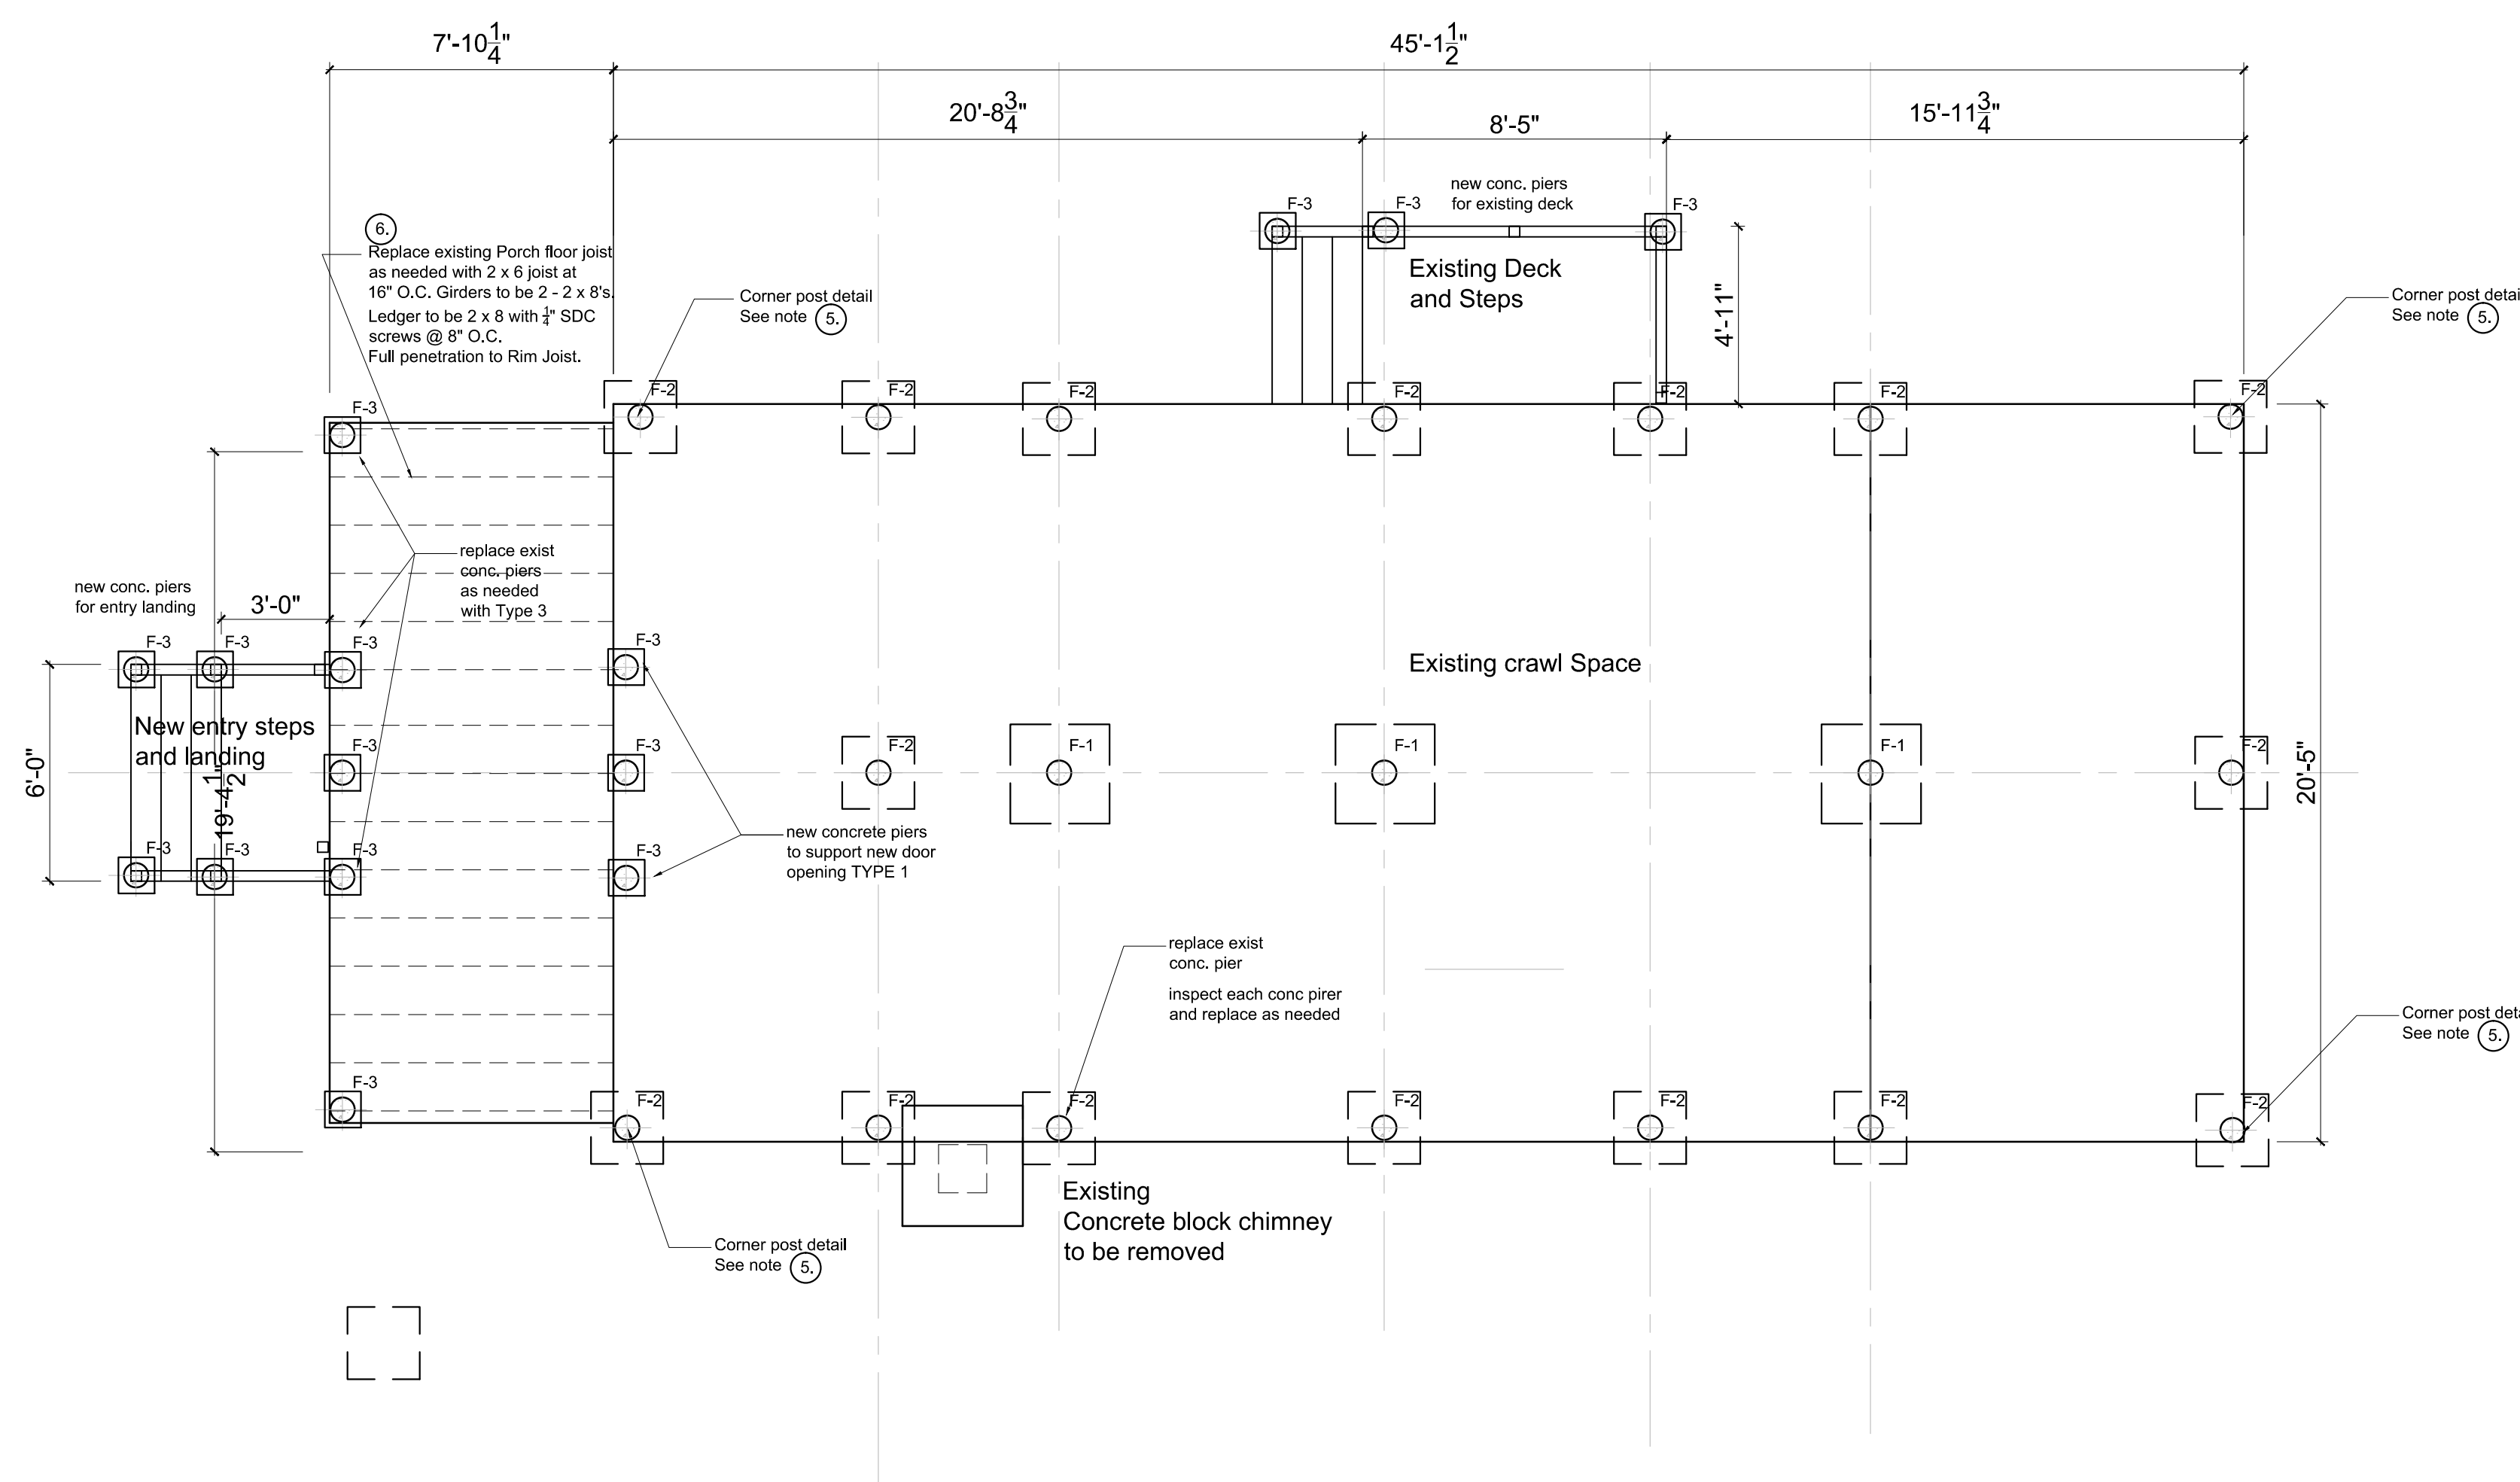 7'-10 1/4"
45'-1 1/2"
20'-8 3/4"
8'-5"
15'-11 3/4"
new conc. piers
for existing deck
F-3
F-3
F-3
6.
Replace existing Porch floor joist
as needed with 2 x 6 joist at
16" O.C. Girders to be 2 - 2 x 8's.
Ledger to be 2 x 8 with 1/4" SDC
screws @ 8" O.C.
Full penetration to Rim Joist.
Corner post detail
See note 5.
Existing Deck
and Steps
4'-11"
Corner post detai
See note 5.
F-2
F-2
F-2
F-2
F-2
F-2
F-2
F-3
replace exist
conc. piers
as needed
with Type 3
new conc. piers
for entry landing
3'-0"
F-3
F-3
F-3
F-3
Existing crawl Space
New entry steps
and landing
6'-0"
19'-4 1/2"
F-3
F-3
F-2
F-1
F-1
F-1
F-2
20'-5"
new concrete piers
to support new door
opening TYPE 1
F-3
F-3
F-3
F-3
replace exist
conc. pier
inspect each conc pirer
and replace as needed
Corner post deta
See note 5.
F-3
F-2
F-2
F-2
F-2
F-2
F-2
F-2
Existing
Concrete block chimney
to be removed
Corner post detail
See note 5.